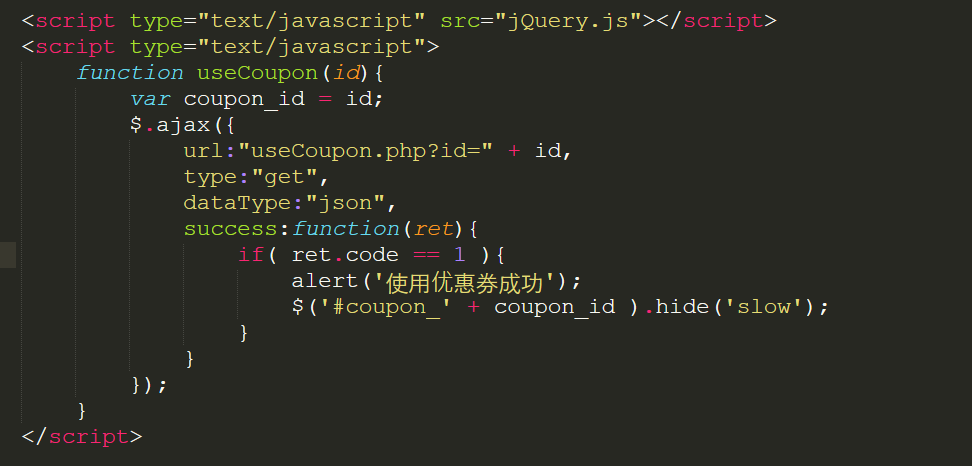 <script type="text/javascript" src="jQuery.js"></script>
<script type="text/javascript">
    function useCoupon(id){
        var coupon_id = id;
        $.ajax({
            url:"useCoupon.php?id=" + id,
            type:"get",
            dataType:"json",
            success:function(ret){
                if( ret.code == 1 ){
                    alert('使用优惠券成功');
                    $('#coupon_' + coupon_id ).hide('slow');
                }
            }
        });
    }
</script>